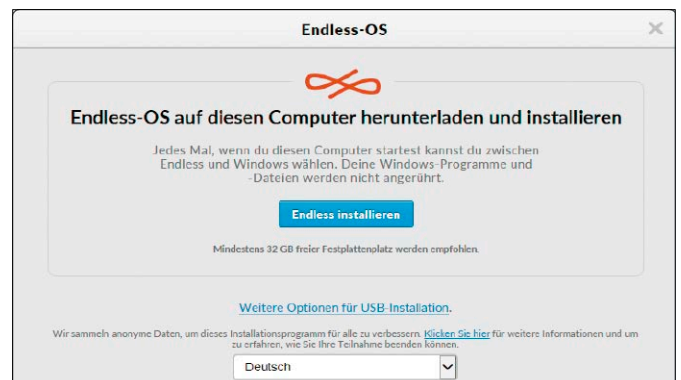 Endless-OS
Endless-OS auf diesen Computer herunterladen und installieren
Jedes Mal, wenn du diesen Computer startest kannst du zwischen
Endless und Windows wählen. Deine Windows-Programme und
-Dateien werden nicht angerührt.
Endless installieren
Mindestens 32 GB freier Festplattenplatz werden empfohlen.
Weitere Optionen für USB-Installation.
Wir sammeln anonyme Daten, um dieses Installationsprogramm für alle zu verbessern. Klicken Sie hier für weitere Informationen und um
zu erfahren, wie Sie Ihre Teilnahme beenden können.
Deutsch